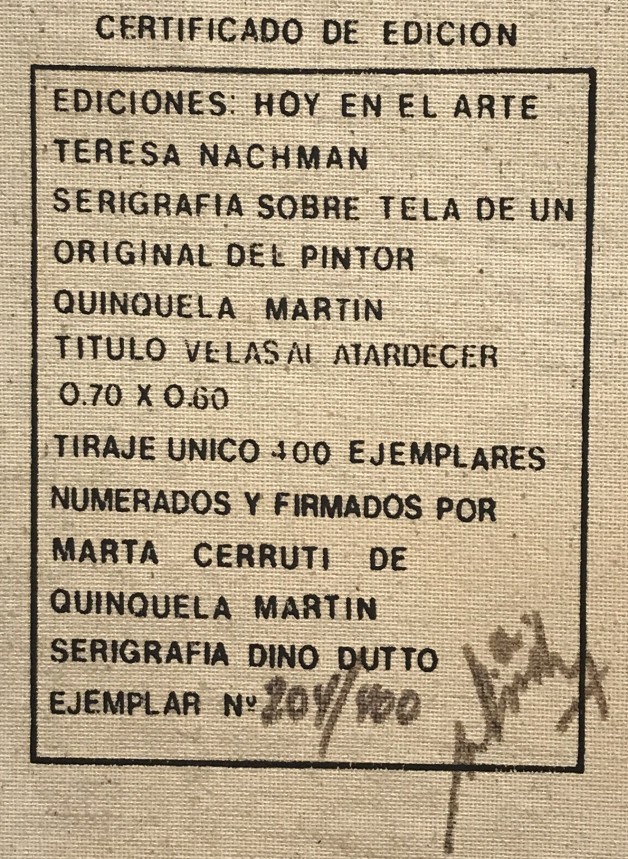 CERTIFICADO DE EDICION
EDICIONES: HOY EN EL ARTE
TERESA NACHMAN
SERIGRAFIA SOBRE TELA DE UN
ORIGINAL DEL PINTOR
QUINQUELA MARTIN
TITULO VELAS AL ATARDECER
0.70 X 0.60
TIRAJE UNICO 400 EJEMPLARES
NUMERADOS Y FIRMADOS POR
MARTA CERRUTI DE
QUINQUELA MARTIN
SERIGRAFIA DINO DUTTO
EJEMPLAR Nº 204/400